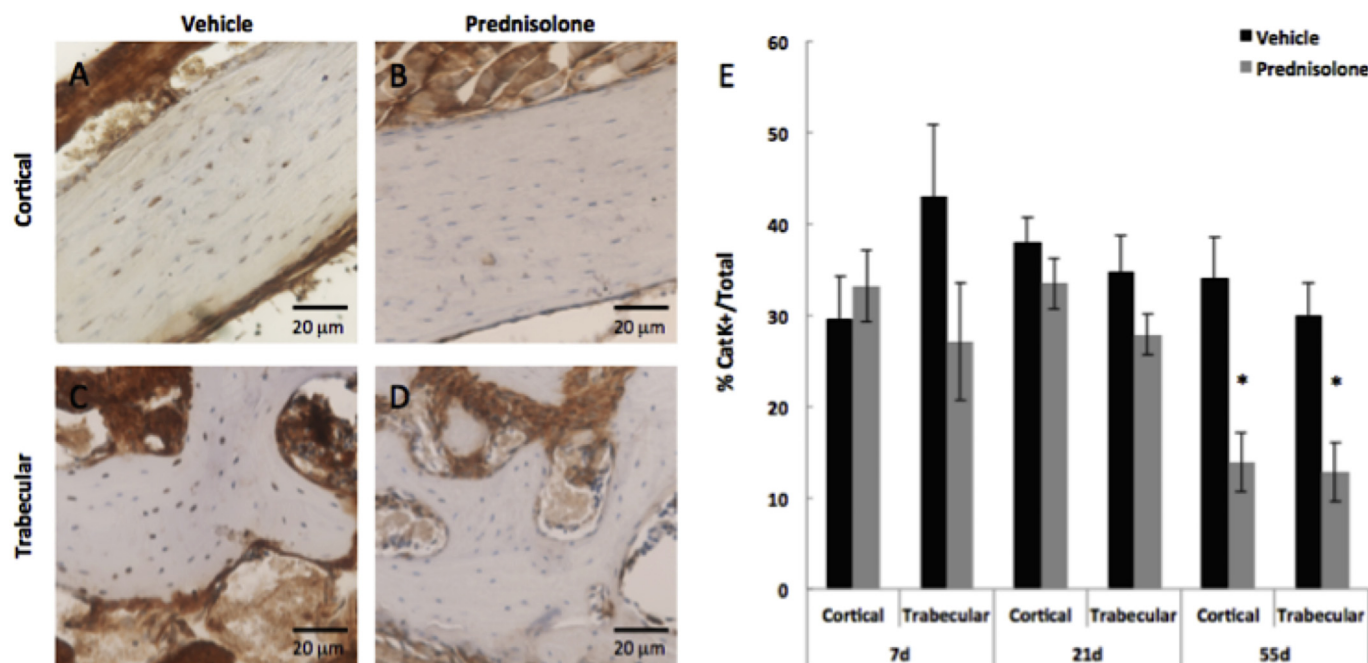 Vehicle
Prednisolone
Cortical
A
20 μm
B
20 μm
Trabecular
C
20 μm
D
20 μm
E
Vehicle
Prednisolone
% CatK+/Total
60
50
40
30
20
10
0
*
*
Cortical Trabecular Cortical Trabecular Cortical Trabecular
7d 21d 55d